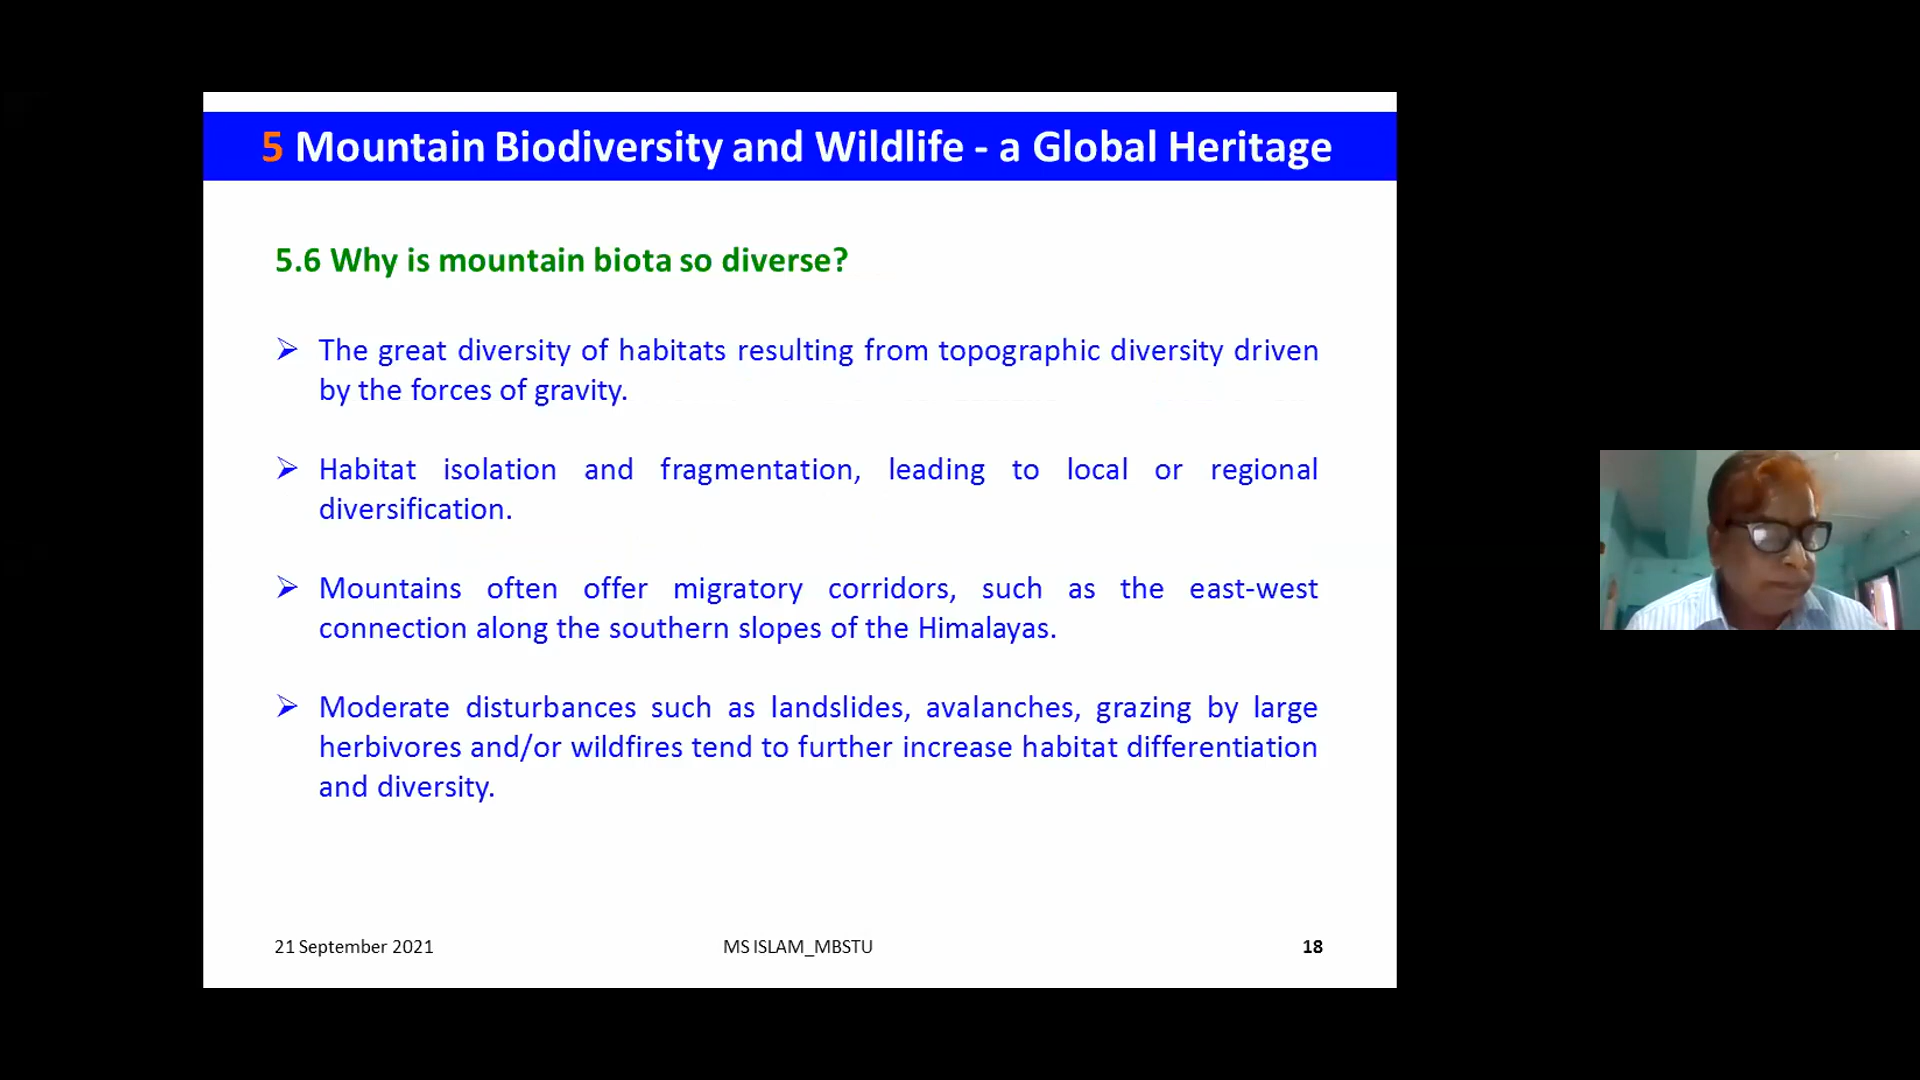 5 Mountain Biodiversity and Wildlife - a Global Heritage
5.6 Why is mountain biota so diverse?
➢ The great diversity of habitats resulting from topographic diversity driven
by the forces of gravity.
➢ Habitat isolation and fragmentation, leading to local or regional
diversification.
➢ Mountains often offer migratory corridors, such as the east-west
connection along the southern slopes of the Himalayas.
➢ Moderate disturbances such as landslides, avalanches, grazing by large
herbivores and/or wildfires tend to further increase habitat differentiation
and diversity.
21 September 2021
MS ISLAM_MBSTU
18